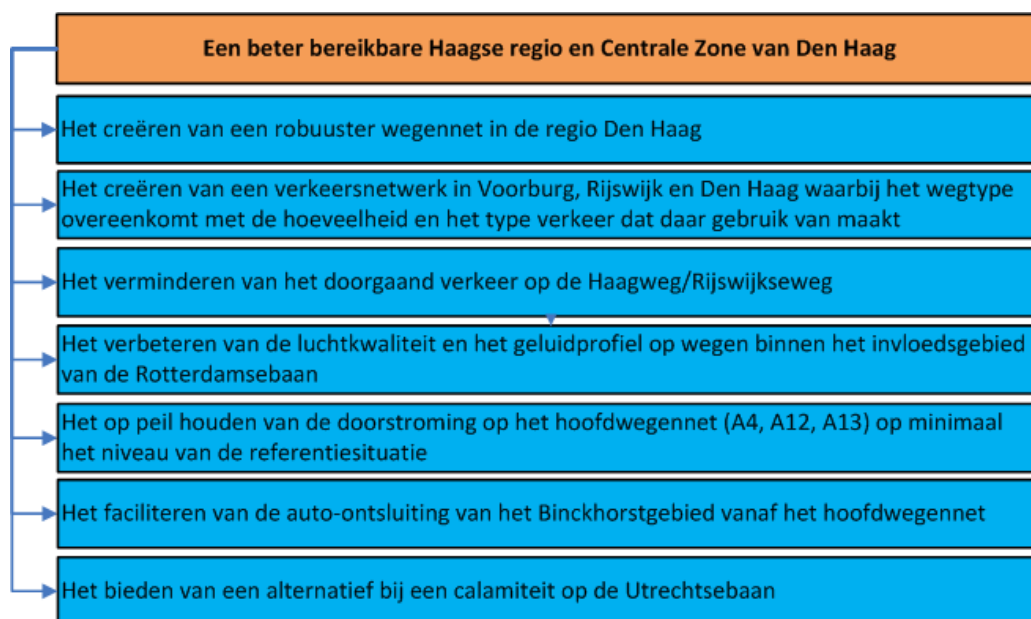 Een beter bereikbare Haagse regio en Centrale Zone van Den Haag
Het creëren van een robuuster wegennet in de regio Den Haag
Het creëren van een verkeersnetwerk in Voorburg, Rijswijk en Den Haag waarbij het wegtype
overeenkomt met de hoeveelheid en het type verkeer dat daar gebruik van maakt
Het verminderen van het doorgaand verkeer op de Haagweg/Rijswijkseweg
Het verbeteren van de luchtkwaliteit en het geluidprofiel op wegen binnen het invloedsgebied
van de Rotterdamsebaan
Het op peil houden van de doorstroming op het hoofdwegennet (A4, A12, A13) op minimaal
het niveau van de referentiesituatie
Het faciliteren van de auto-ontsluiting van het Binckhorstgebied vanaf het hoofdwegennet
Het bieden van een alternatief bij een calamiteit op de Utrechtsebaan